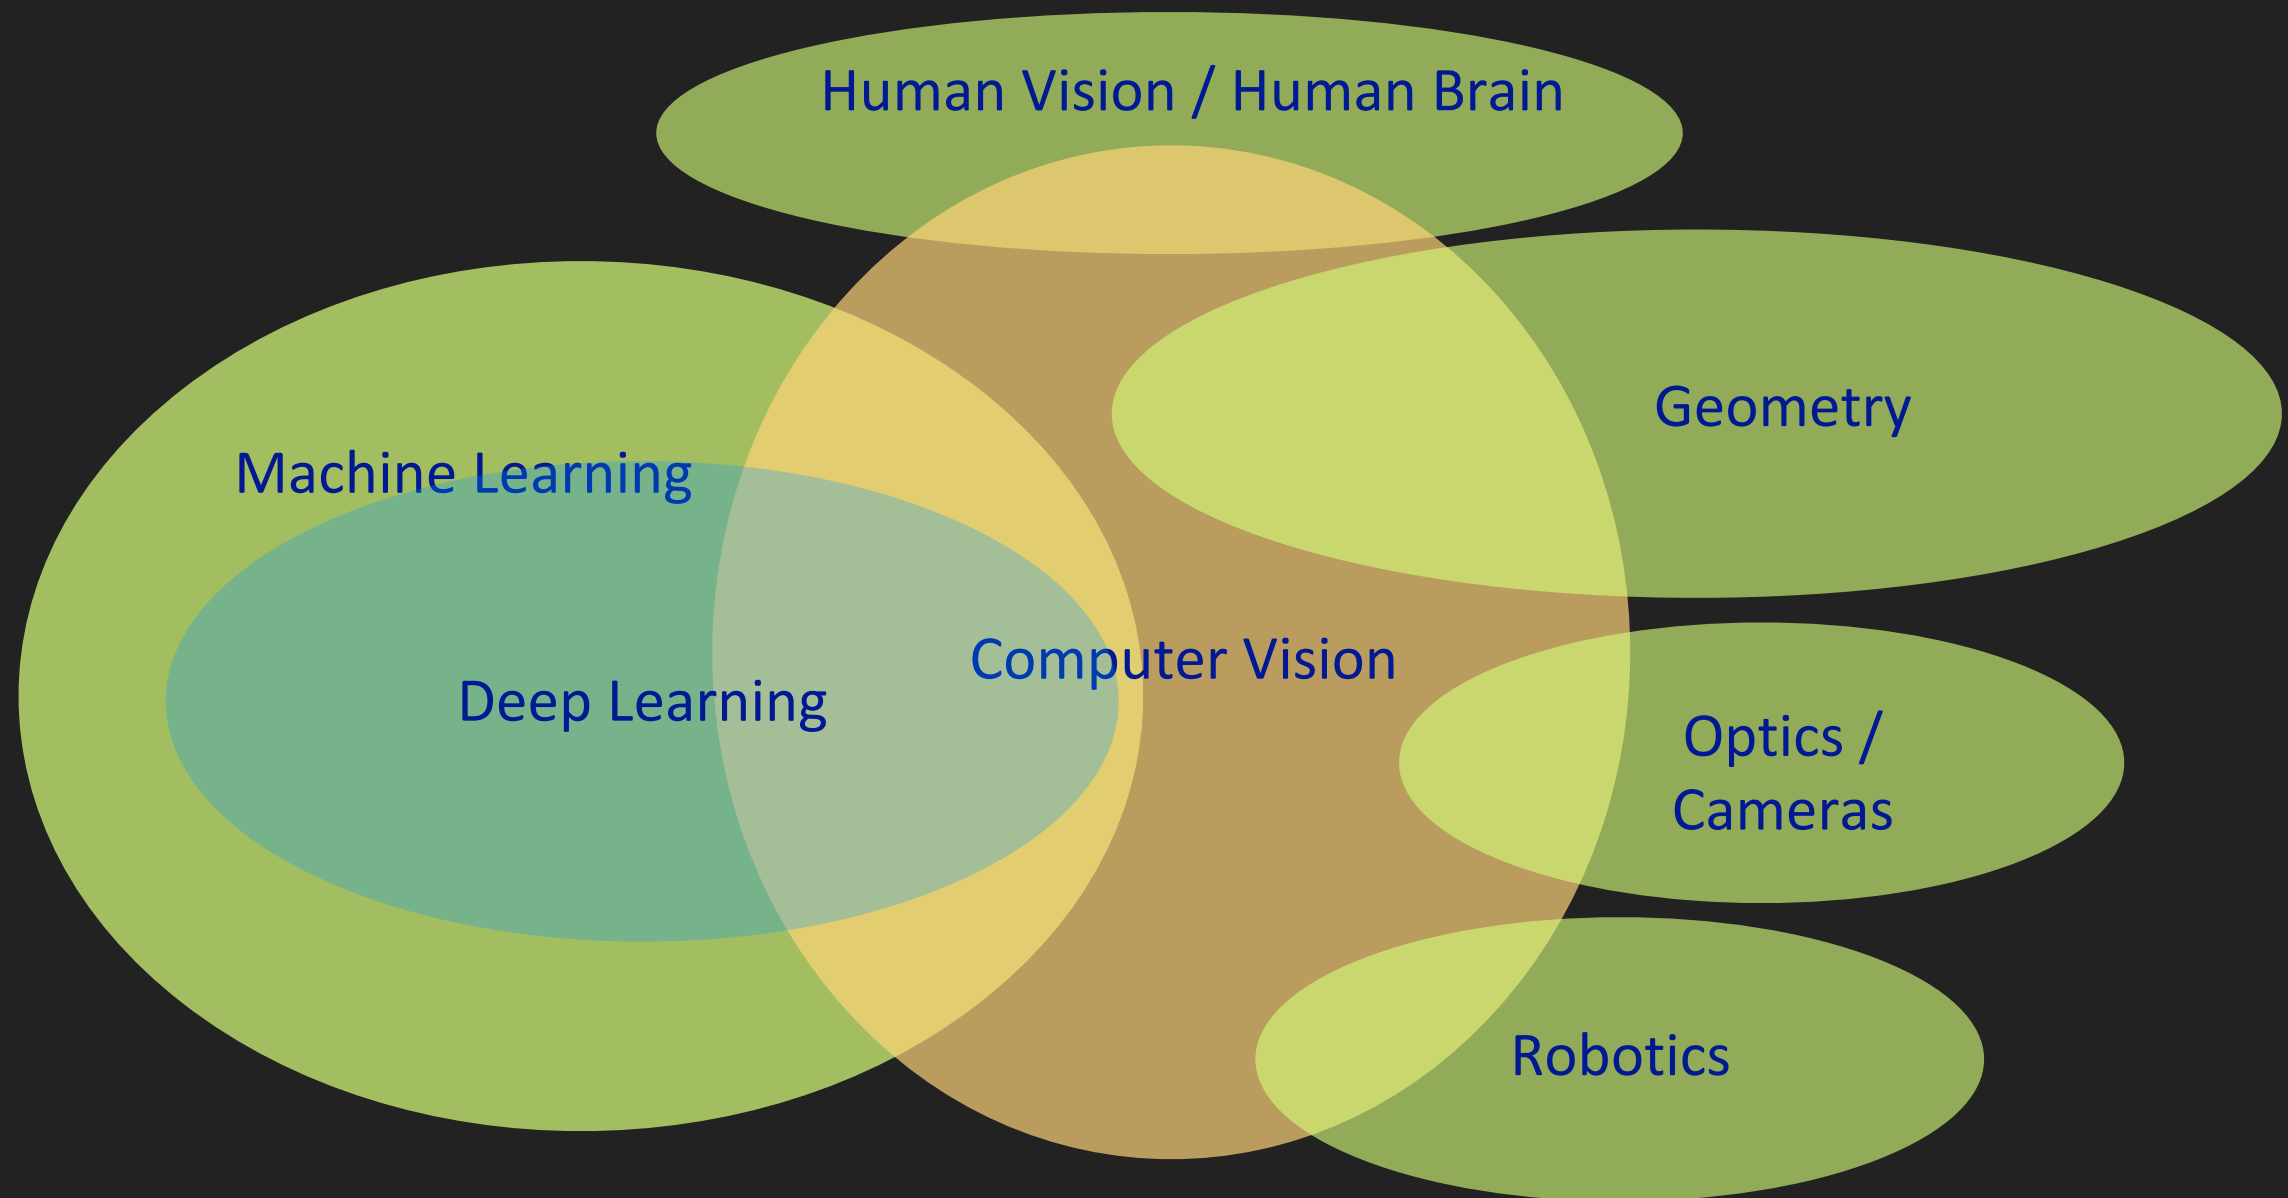 Human Vision / Human Brain
Geometry
Machine Learning
Computer Vision
Deep Learning
Optics /
Cameras
Robotics